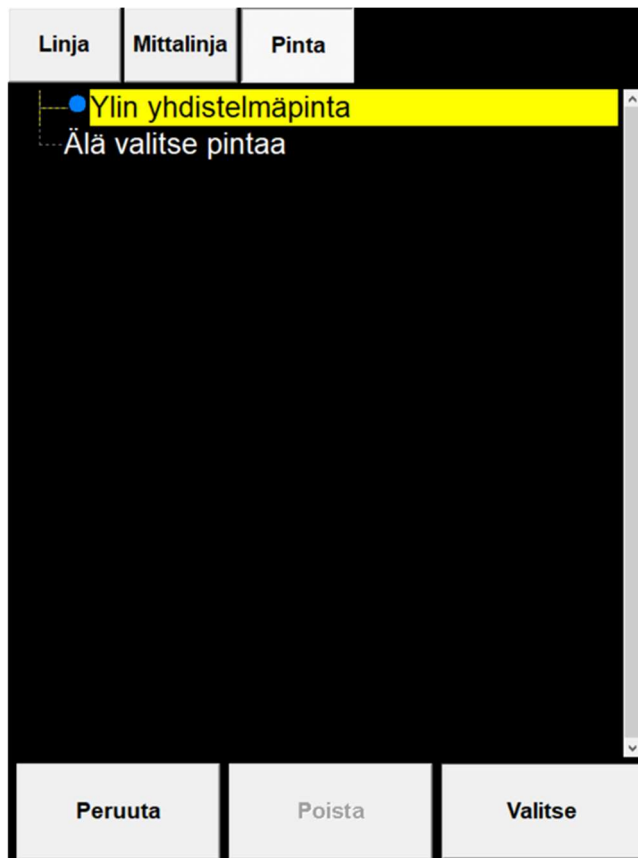 Linja Mittalinja Pinta
Ylin yhdistelmäpinta
Älä valitse pintaa
Peruuta Poista Valitse